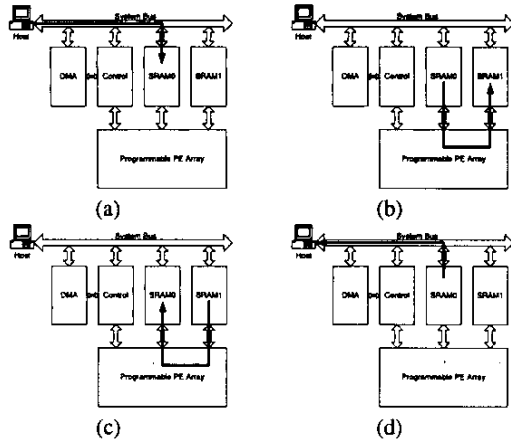 System Bus
System Bus
Host
Host
DMA
Control
SRAM0
SRAM1
DMA
Control
SRAM0
SRAM1
Programmable PE Array
Programmable PE Array
(a)
(b)
System Bus
System Bus
Host
Host
DMA
Control
SRAM0
SRAM1
DMA
Control
SRAM0
SRAM1
Programmable PE Array
Programmable PE Array
(c)
(d)